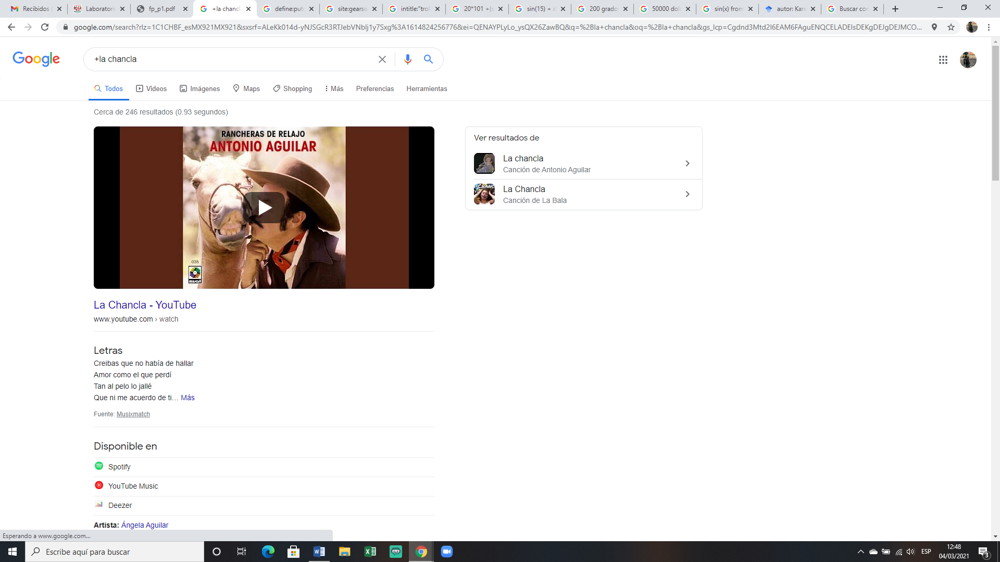 Recibidos
Laboratori
fp_p1.pdf
+la chancl
define:put
site:gearso
intitle:"trol
20*101 +(s
sin(15) + c
200 grado
50000 dola
sin(x) from
autor: Kare
Buscar con
google.com/search?rlz=1C1CHBF_esMX921MX921&sxsrf=ALeKk014d-yNJSGcR3RTJebVNbIj1y7Sxg%3A1614824256776&ei=QENAYPLyLo_ysQX26ZawBQ&q=%2Bla+chancla&oq=%2Bla+chancla&gs_lcp=Cgdnd3Mtd2l6EAM6FAguENQCELADEIsDEKgDEJgDEJMCO...
Google
+la chancla
Todos Videos Imágenes Maps Shopping Más Preferencias Herramientas
Cerca de 246 resultados (0.93 segundos)
RANCHERAS DE RELAJO
ANTONIO AGUILAR
035
musart
La Chancla - YouTube
www.youtube.com › watch
Letras
Creibas que no había de hallar
Amor como el que perdí
Tan al pelo lo jallé
Que ni me acuerdo de ti… Más
Fuente: Musixmatch
Disponible en
Spotify
YouTube Music
Deezer
Artista: Ángela Aguilar
Ver resultados de
La chancla
Canción de Antonio Aguilar
La Chancla
Canción de La Bala
Esperando a www.google.com...
Escribe aquí para buscar
ESP
12:48
04/03/2021
3